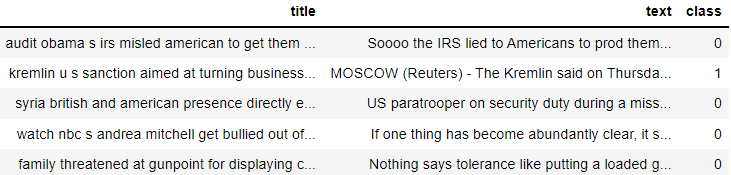 title text class
audit obama s irs misled american to get them ... Soooo the IRS lied to Americans to prod them... 0
kremlin u s sanction aimed at turning business... MOSCOW (Reuters) - The Kremlin said on Thursda... 1
syria british and american presence directly e... US paratrooper on security duty during a miss... 0
watch nbc s andrea mitchell get bullied out of... If one thing has become abundantly clear, it s... 0
family threatened at gunpoint for displaying c... Nothing says tolerance like putting a loaded g... 0